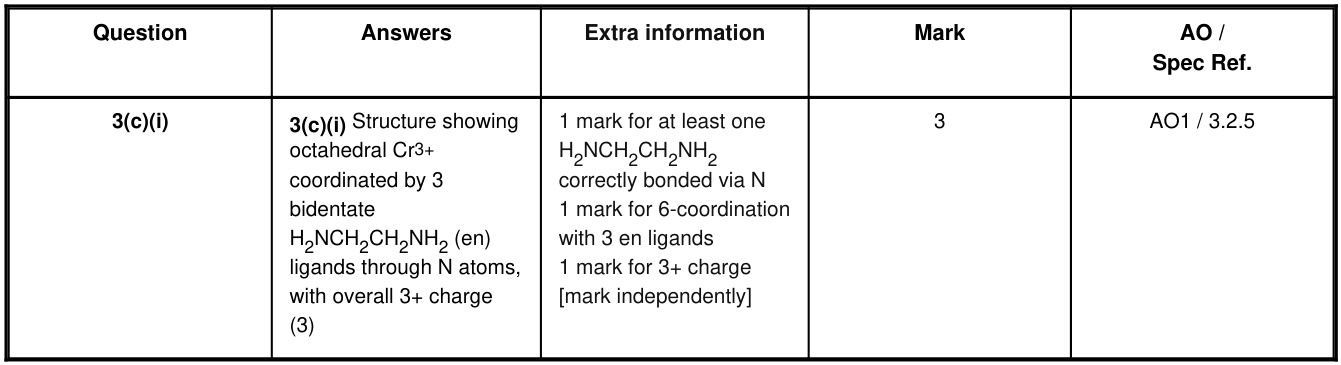 Question
Answers
Extra information
Mark
AO /
Spec Ref.
3(c)(i)
3(c)(i) Structure showing
octahedral Cr3+
coordinated by 3
bidentate
H2NCH2CH2NH2 (en)
ligands through N atoms,
with overall 3+ charge
(3)
1 mark for at least one
H2NCH2CH2NH2
correctly bonded via N
1 mark for 6-coordination
with 3 en ligands
1 mark for 3+ charge
[mark independently]
3
AO1 / 3.2.5